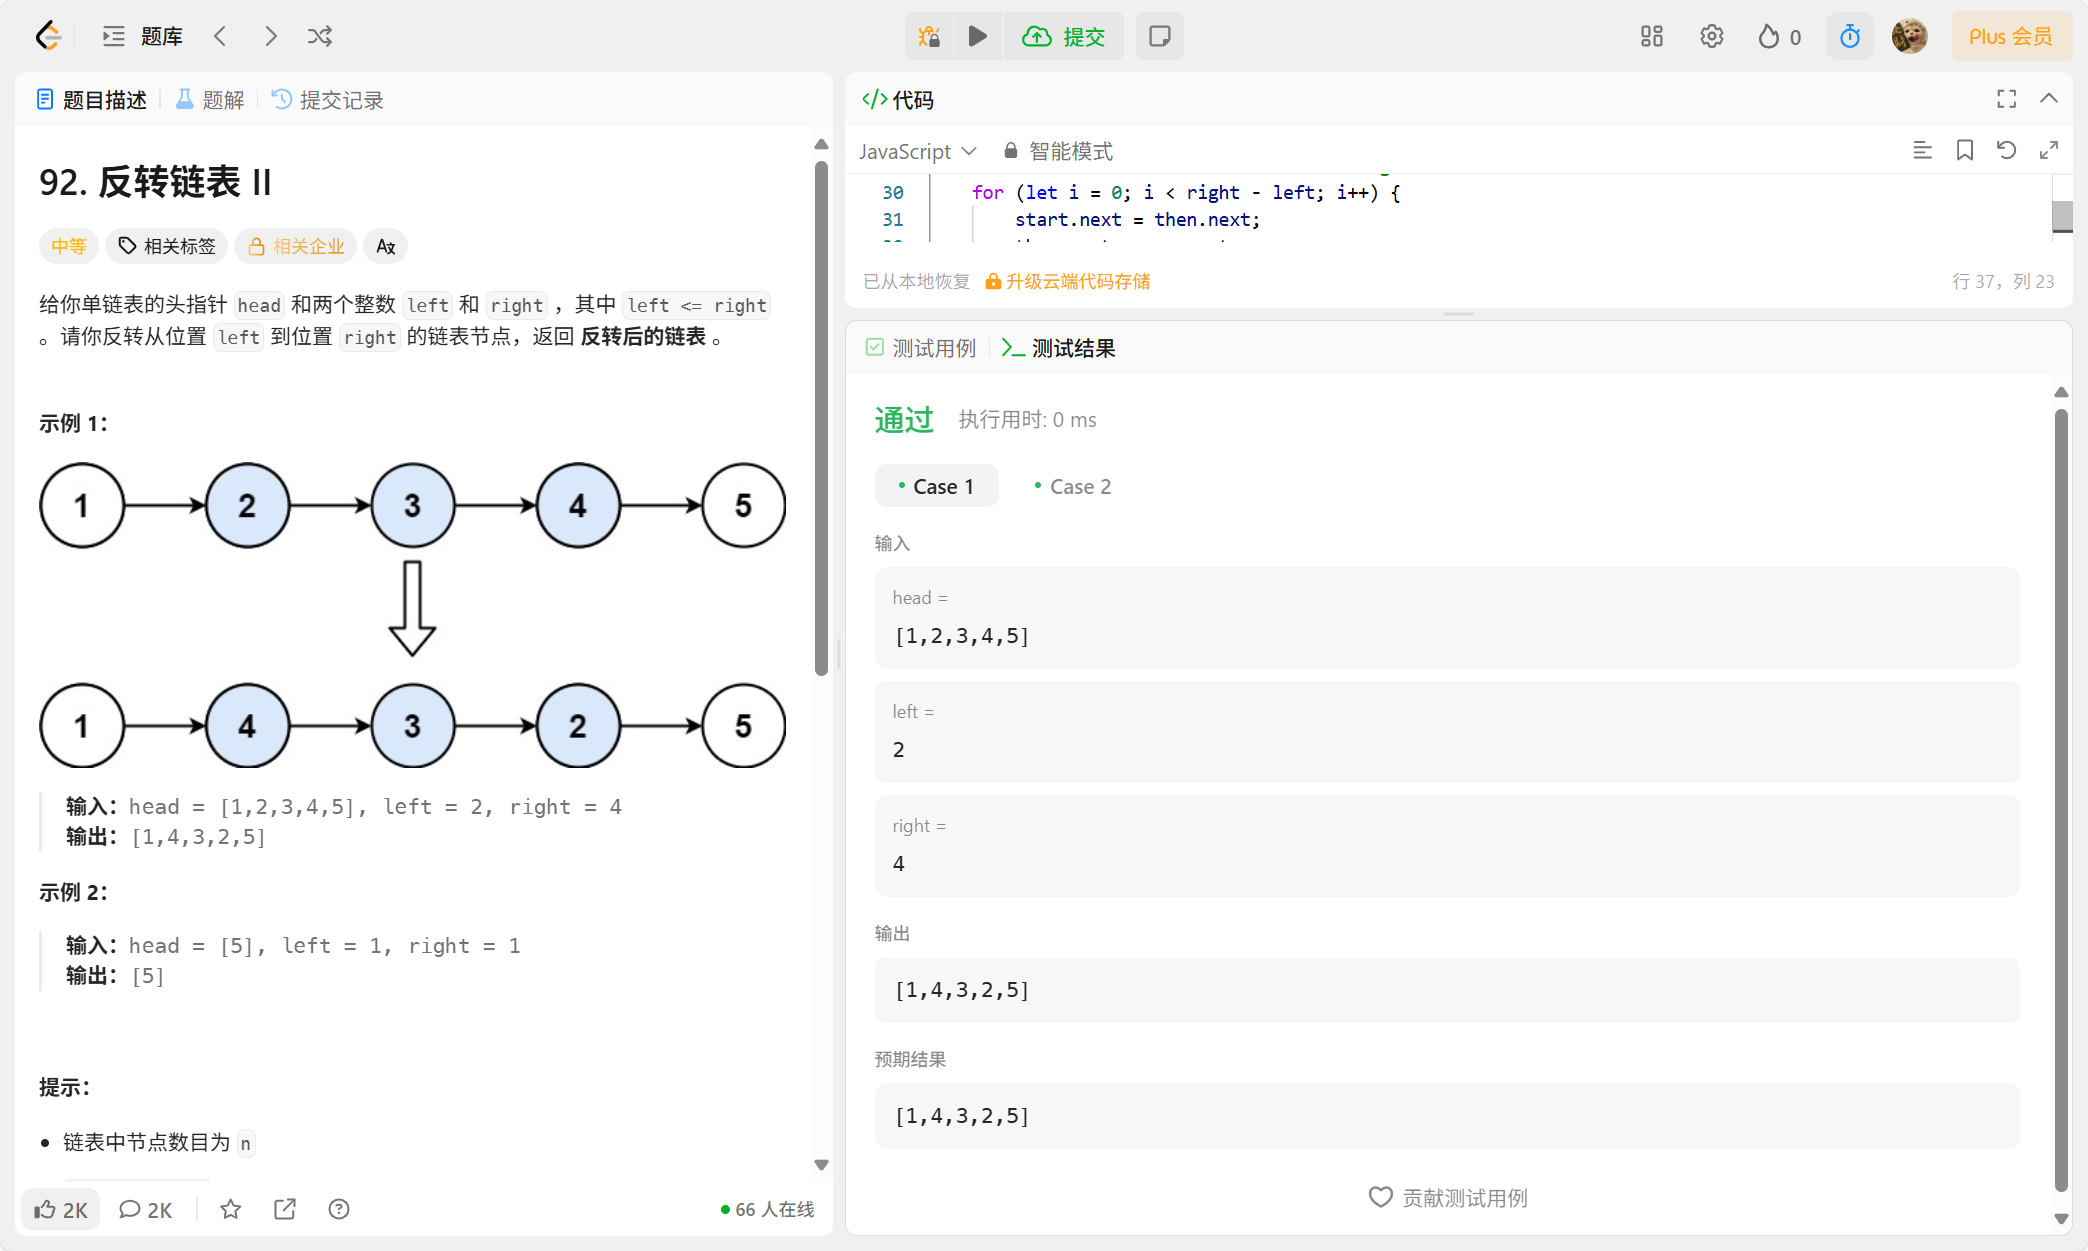 题库
提交
0
Plus 会员
题目描述
题解
提交记录
92. 反转链表 II
中等
相关标签
相关企业
给你单链表的头指针 head 和两个整数 left 和 right ，其中 left <= right
。请你反转从位置 left 到位置 right 的链表节点，返回 反转后的链表 。
示例 1：
1 2 3 4 5
1 4 3 2 5
输入：head = [1,2,3,4,5], left = 2, right = 4
输出：[1,4,3,2,5]
示例 2：
输入：head = [5], left = 1, right = 1
输出：[5]
提示：
链表中节点数目为 n
2K
2K
66 人在线
</> 代码
JavaScript
智能模式
30 for (let i = 0; i < right - left; i++) {
31 start.next = then.next;
已从本地恢复
升级云端代码存储
行 37，列 23
测试用例
测试结果
通过
执行用时: 0 ms
Case 1
Case 2
输入
head =
[1,2,3,4,5]
left =
2
right =
4
输出
[1,4,3,2,5]
预期结果
[1,4,3,2,5]
贡献测试用例